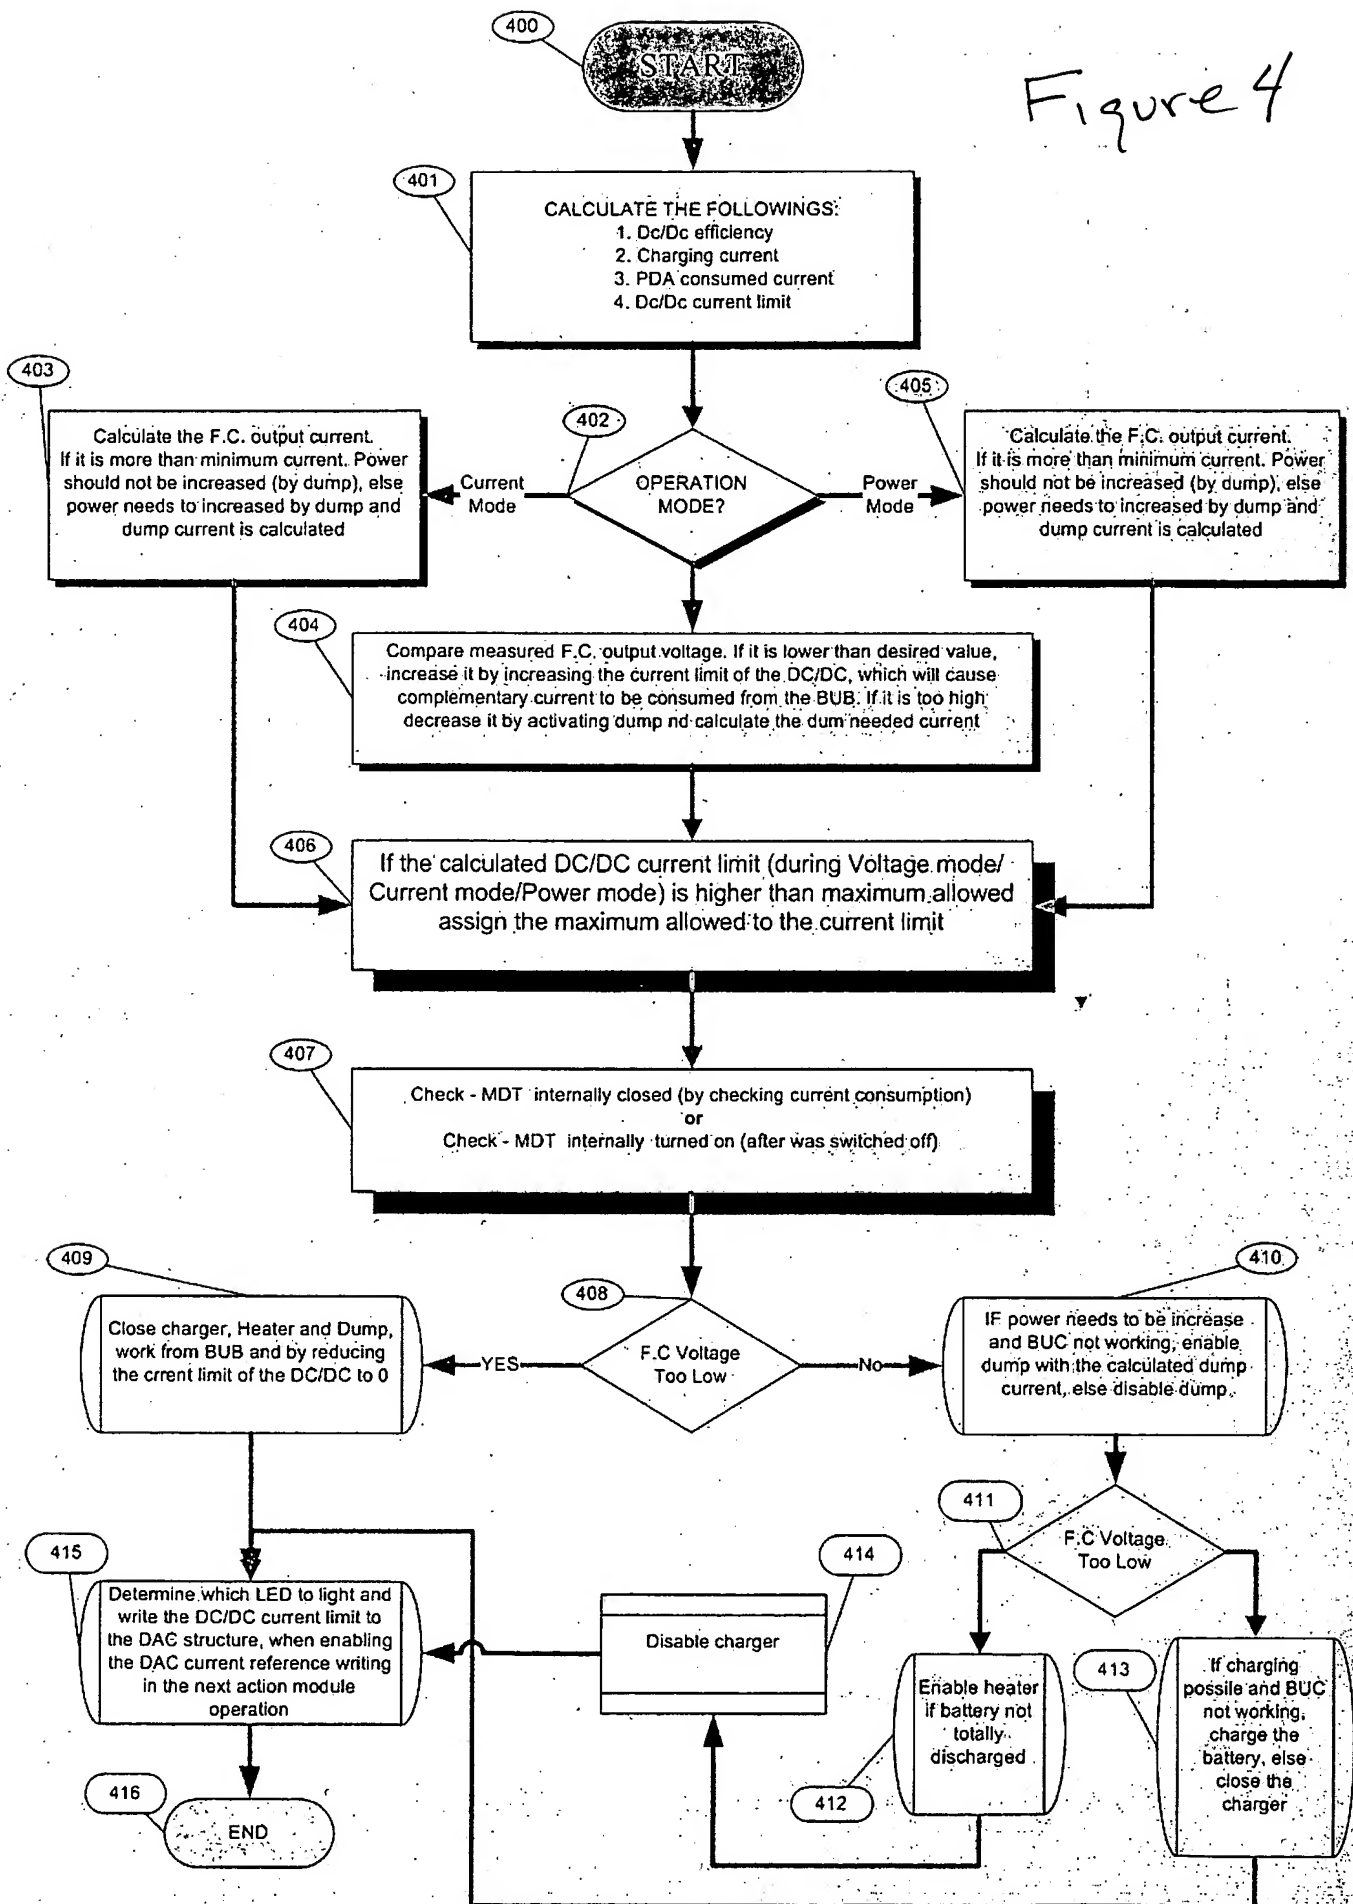 400
START
Figure 4
401
CALCULATE THE FOLLOWINGS:
1. Dc/Dc efficiency
2. Charging current
3. PDA consumed current
4. Dc/Dc current limit
403
Calculate the F.C. output current.
If it is more than minimum current. Power
should not be increased (by dump), else
power needs to increased by dump and
dump current is calculated
Current
Mode
402
OPERATION
MODE?
Power
Mode
405
Calculate the F.C. output current.
If it is more than minimum current. Power
should not be increased (by dump), else
power needs to increased by dump and
dump current is calculated
404
Compare measured F.C. output voltage. If it is lower than desired value,
increase it by increasing the current limit of the DC/DC, which will cause
complementary current to be consumed from the BUB. If it is too high
decrease it by activating dump nd calculate the dum needed current
406
If the calculated DC/DC current limit (during Voltage mode/
Current mode/Power mode) is higher than maximum allowed
assign the maximum allowed to the current limit
407
Check - MDT internally closed (by checking current consumption)
or
Check - MDT internally turned on (after was switched off)
409
Close charger, Heater and Dump,
work from BUB and by reducing
the crrent limit of the DC/DC to 0
YES
408
F.C Voltage
Too Low
No
410
IF power needs to be increase
and BUC not working, enable
dump with the calculated dump
current, else disable dump.
411
F.C Voltage
Too Low
415
Determine which LED to light and
write the DC/DC current limit to
the DAC structure, when enabling
the DAC current reference writing
in the next action module
operation
414
Disable charger
412
Enable heater
if battery not
totally
discharged
413
If charging
possile and BUC
not working,
charge the
battery, else
close the
charger
416
END